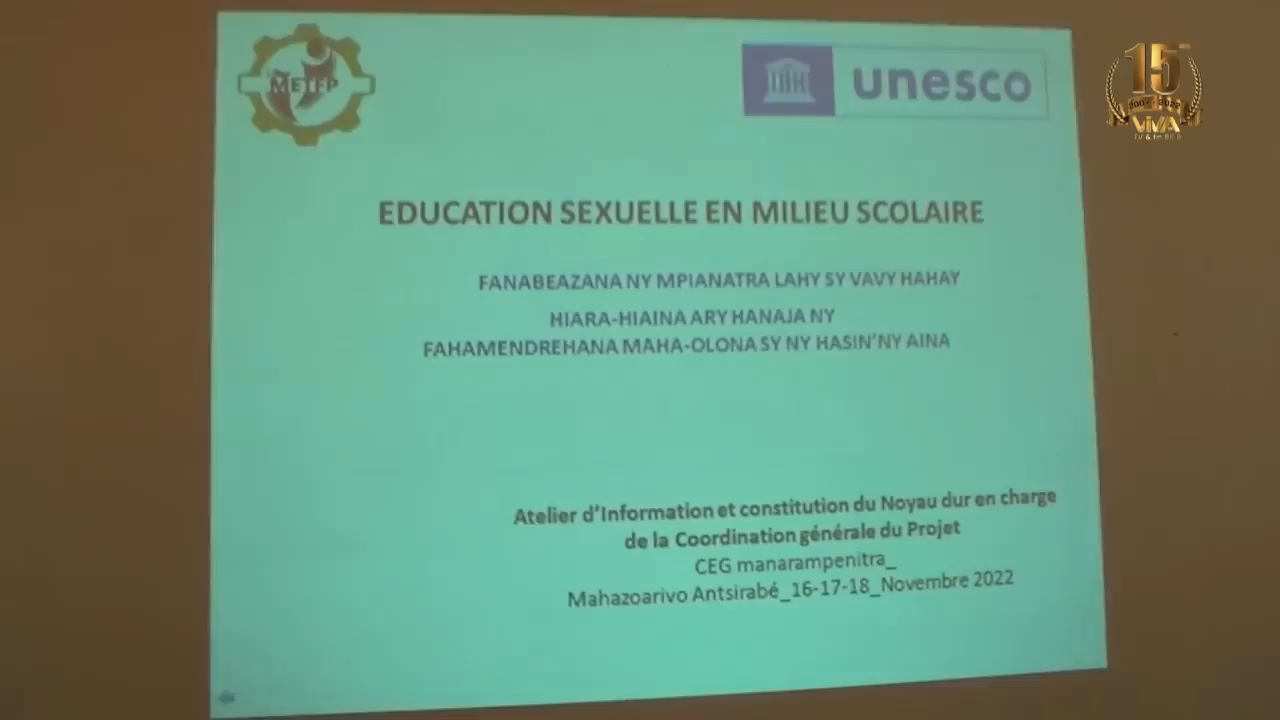 METFP
unesco
15
2007 - 2022
VIVA
EDUCATION SEXUELLE EN MILIEU SCOLAIRE
FANABEAZANA NY MPIANATRA LAHY SY VAVY HAHAY
HIARA-HIAINA ARY HANAJA NY
FAHAMENDREHANA MAHA-OLONA SY NY HASIN'NY AINA
Atelier d'Information et constitution du Noyau dur en charge
de la Coordination générale du Projet
CEG manarampenitra_
Mahazoarivo Antsirabé_16-17-18_Novembre 2022